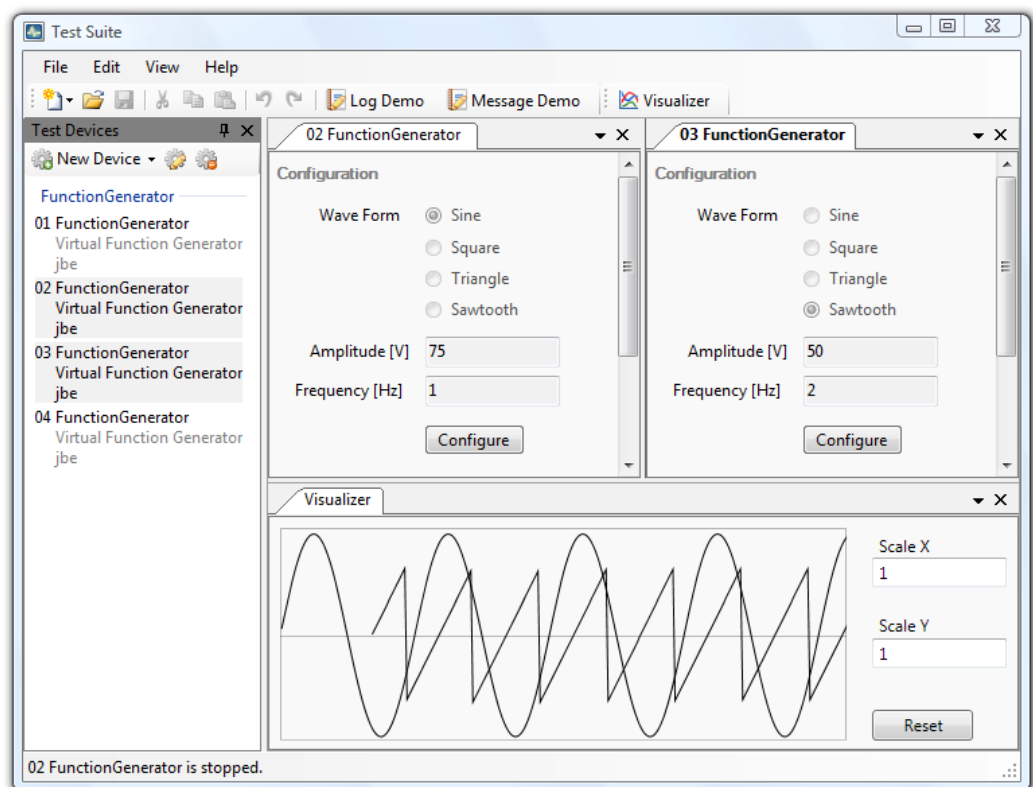 Test Suite
File Edit View Help
Log Demo Message Demo Visualizer
Test Devices
New Device
FunctionGenerator
01 FunctionGenerator
Virtual Function Generator
jbe
02 FunctionGenerator
Virtual Function Generator
jbe
03 FunctionGenerator
Virtual Function Generator
jbe
04 FunctionGenerator
Virtual Function Generator
jbe
02 FunctionGenerator
Configuration
Wave Form Sine
Square
Triangle
Sawtooth
Amplitude [V] 75
Frequency [Hz] 1
Configure
03 FunctionGenerator
Configuration
Wave Form Sine
Square
Triangle
Sawtooth
Amplitude [V] 50
Frequency [Hz] 2
Configure
Visualizer
Scale X
1
Scale Y
1
Reset
02 FunctionGenerator is stopped.